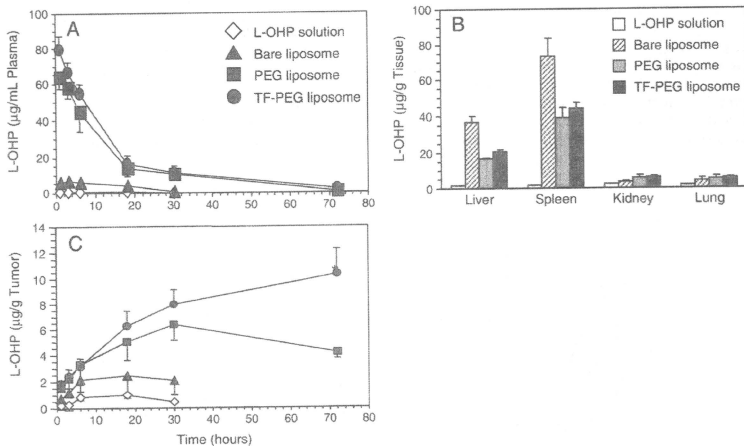 A
L-OHP (µg/mL Plasma)
100
80
60
40
20
0
0 10 20 30 40 50 60 70 80
L-OHP solution
Bare liposome
PEG liposome
TF-PEG liposome
B
L-OHP (µg/g Tissue)
100
80
60
40
20
0
Liver Spleen Kidney Lung
L-OHP solution
Bare liposome
PEG liposome
TF-PEG liposome
C
L-OHP (µg/g Tumor)
14
12
10
8
6
4
2
0
0 10 20 30 40 50 60 70 80
Time (hours)